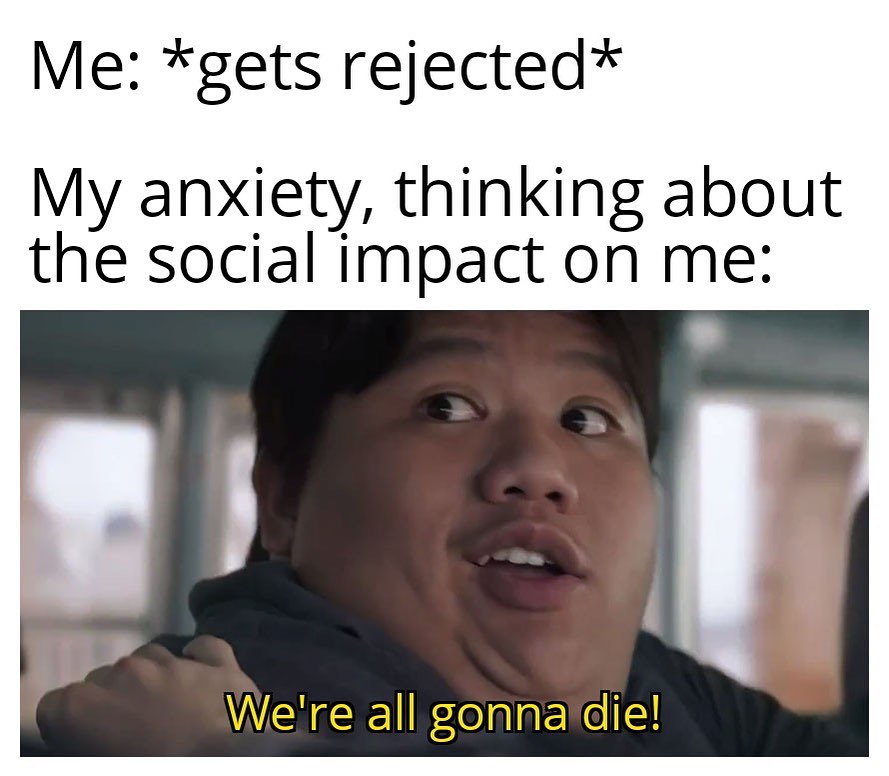 Me: *gets rejected*
My anxiety, thinking about
the social impact on me:
We're all gonna die!